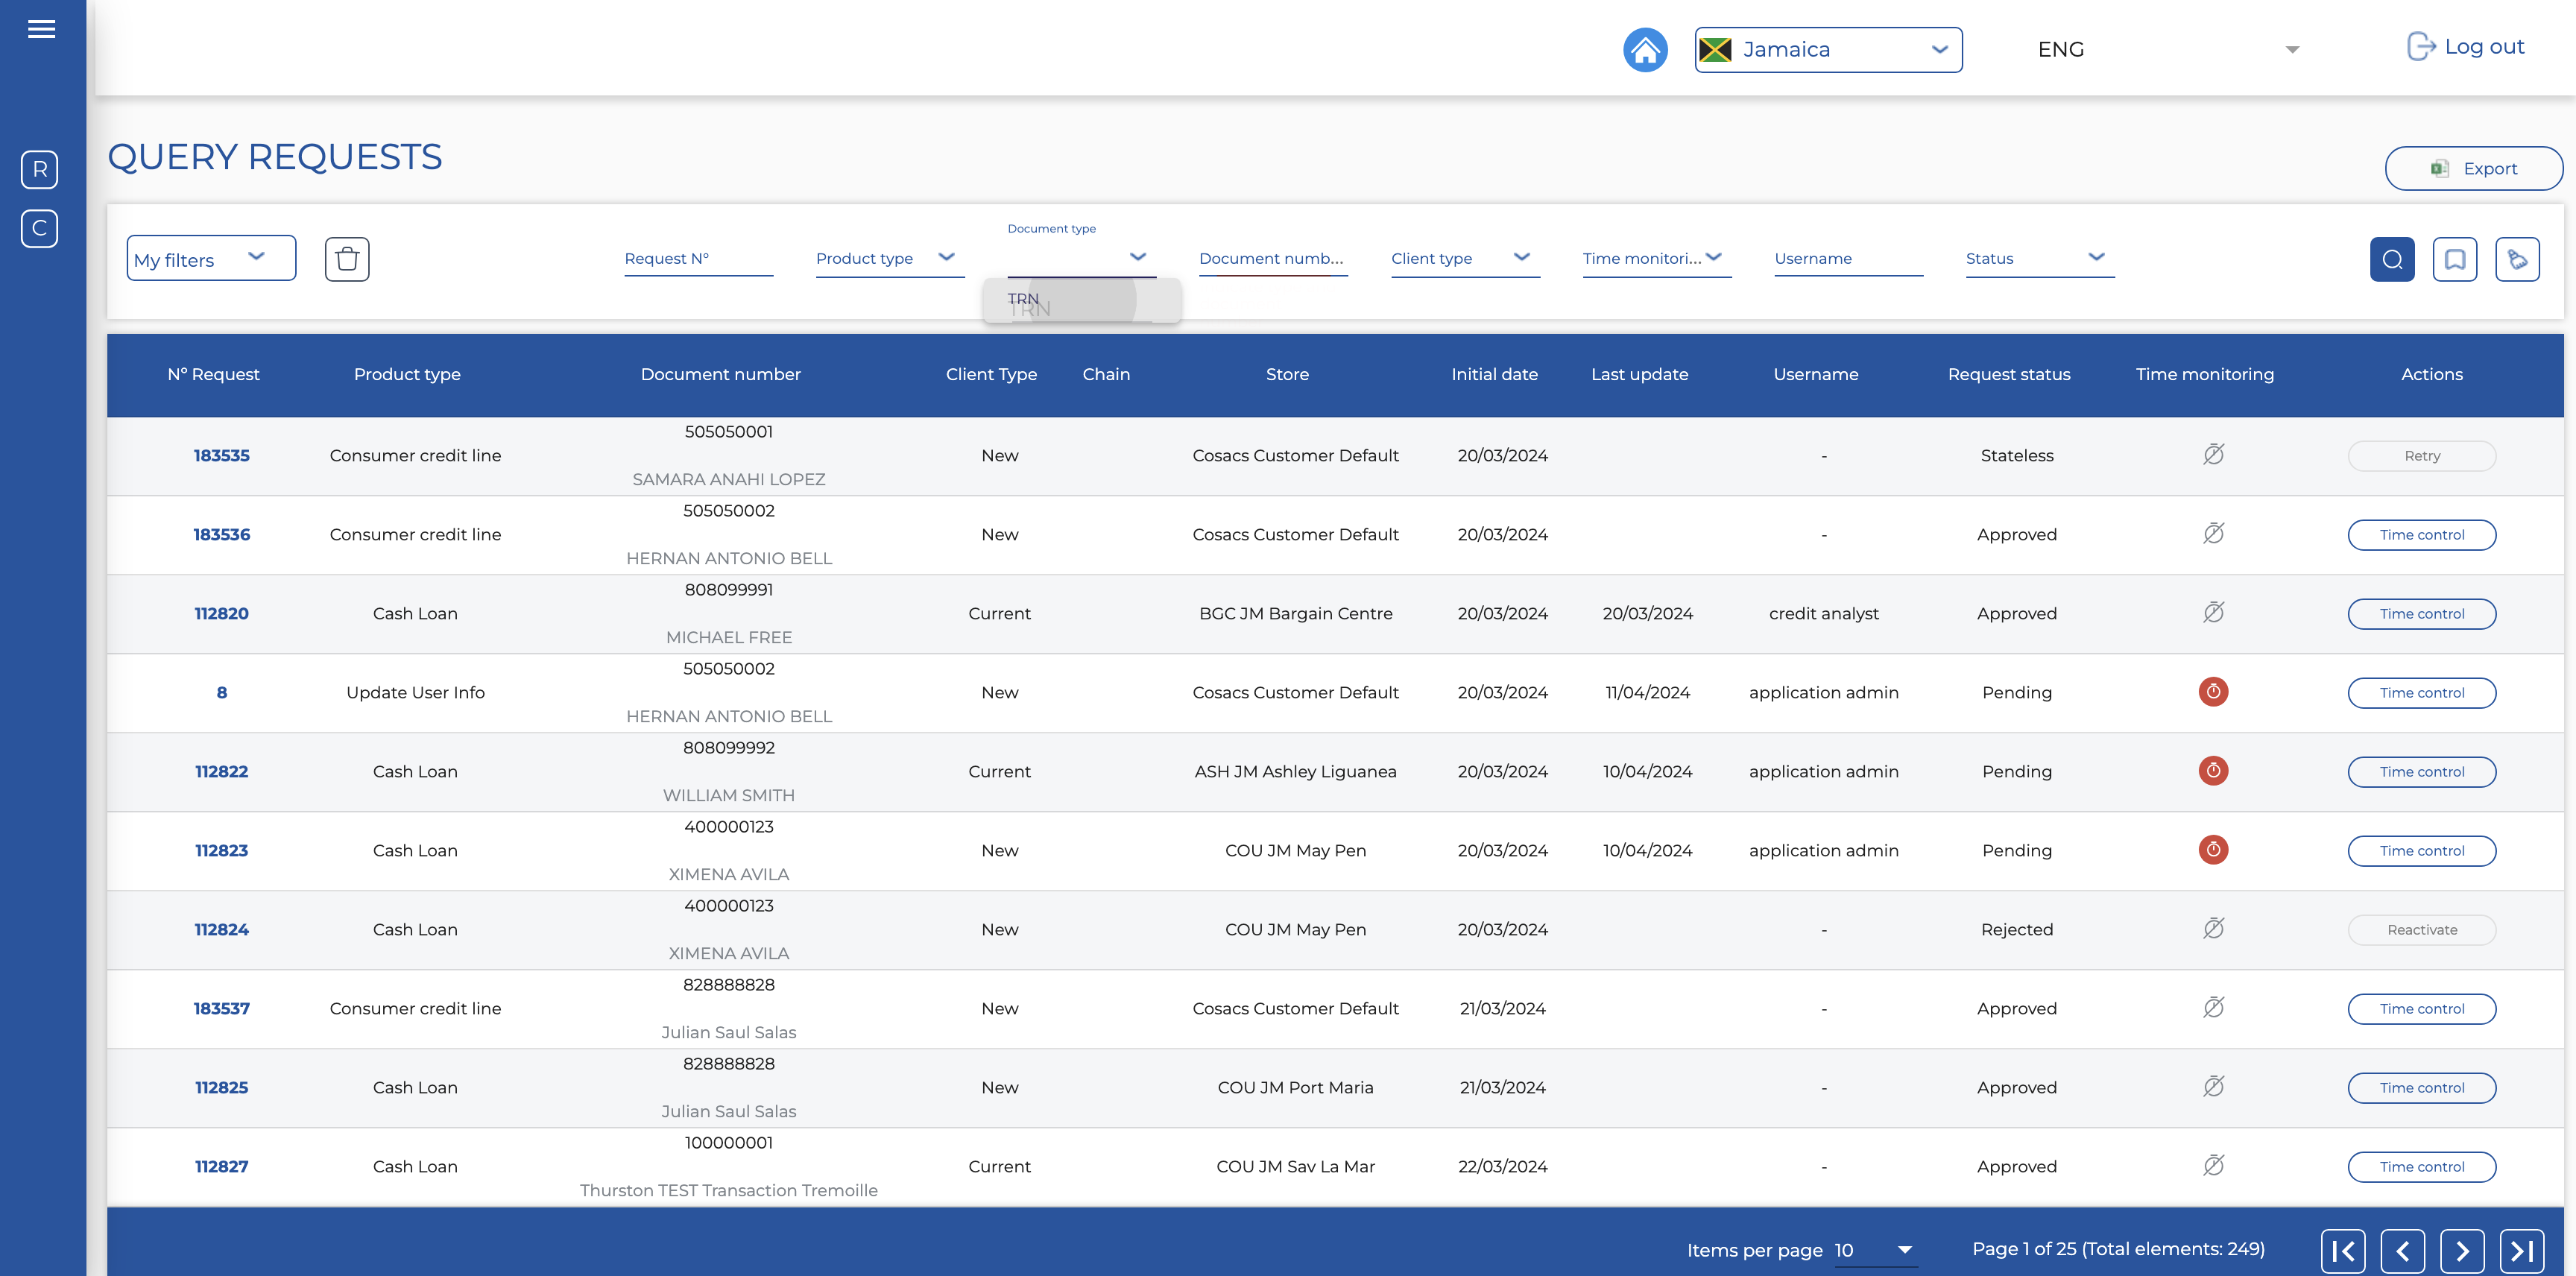 Jamaica
ENG
Log out
R
C
QUERY REQUESTS
Export
My filters
Request N°
Product type
Document type
Document numb...
Client type
Time monitori...
Username
Status
TRN
TRN
N° Request Product type Document number Client Type Chain Store Initial date Last update Username Request status Time monitoring Actions
505050001
183535 Consumer credit line New Cosacs Customer Default 20/03/2024 - Stateless Retry
SAMARA ANAHI LOPEZ
505050002
183536 Consumer credit line New Cosacs Customer Default 20/03/2024 - Approved Time control
HERNAN ANTONIO BELL
808099991
112820 Cash Loan Current BGC JM Bargain Centre 20/03/2024 20/03/2024 credit analyst Approved Time control
MICHAEL FREE
505050002
8 Update User Info New Cosacs Customer Default 20/03/2024 11/04/2024 application admin Pending Time control
HERNAN ANTONIO BELL
808099992
112822 Cash Loan Current ASH JM Ashley Liguanea 20/03/2024 10/04/2024 application admin Pending Time control
WILLIAM SMITH
400000123
112823 Cash Loan New COU JM May Pen 20/03/2024 10/04/2024 application admin Pending Time control
XIMENA AVILA
400000123
112824 Cash Loan New COU JM May Pen 20/03/2024 - Rejected Reactivate
XIMENA AVILA
828888828
183537 Consumer credit line New Cosacs Customer Default 21/03/2024 - Approved Time control
Julian Saul Salas
828888828
112825 Cash Loan New COU JM Port Maria 21/03/2024 - Approved Time control
Julian Saul Salas
100000001
112827 Cash Loan Current COU JM Sav La Mar 22/03/2024 - Approved Time control
Thurston TEST Transaction Tremoille
Items per page 10 Page 1 of 25 (Total elements: 249)